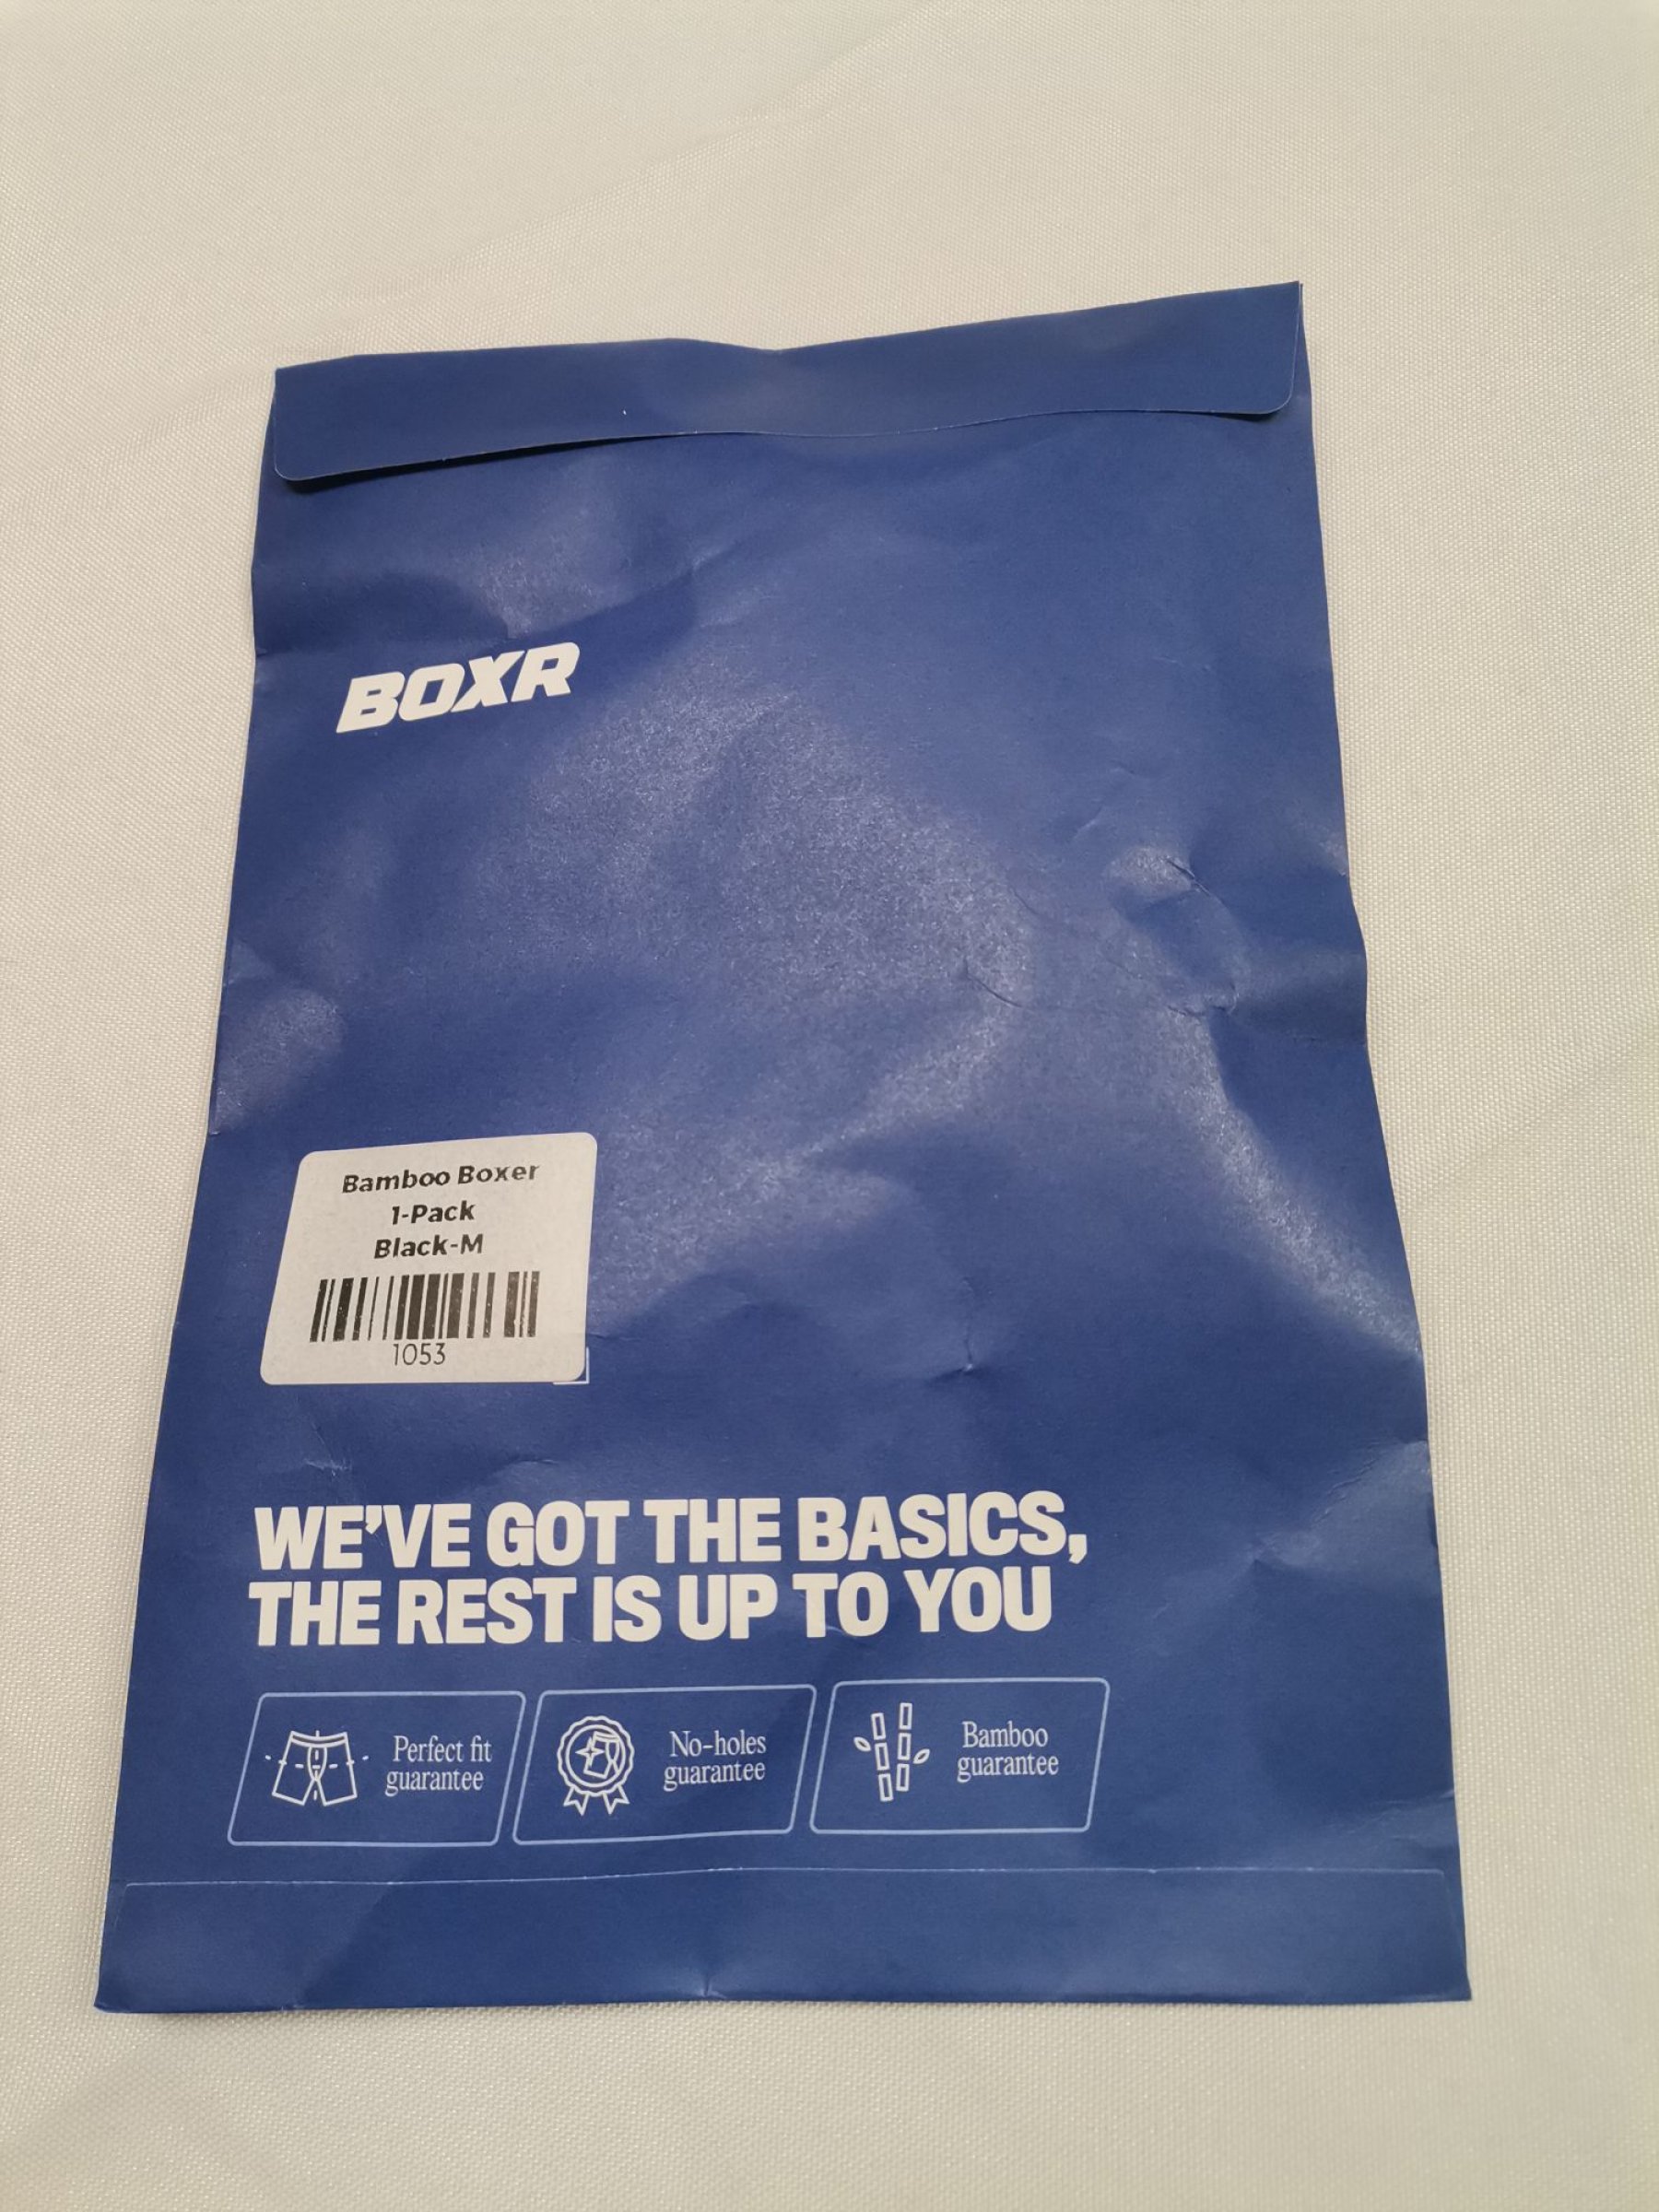 BOXR
Bamboo Boxer
1-Pack
Black-M
1053
WE'VE GOT THE BASICS,
THE REST IS UP TO YOU
Perfect fit
guarantee
No-holes
guarantee
Bamboo
guarantee